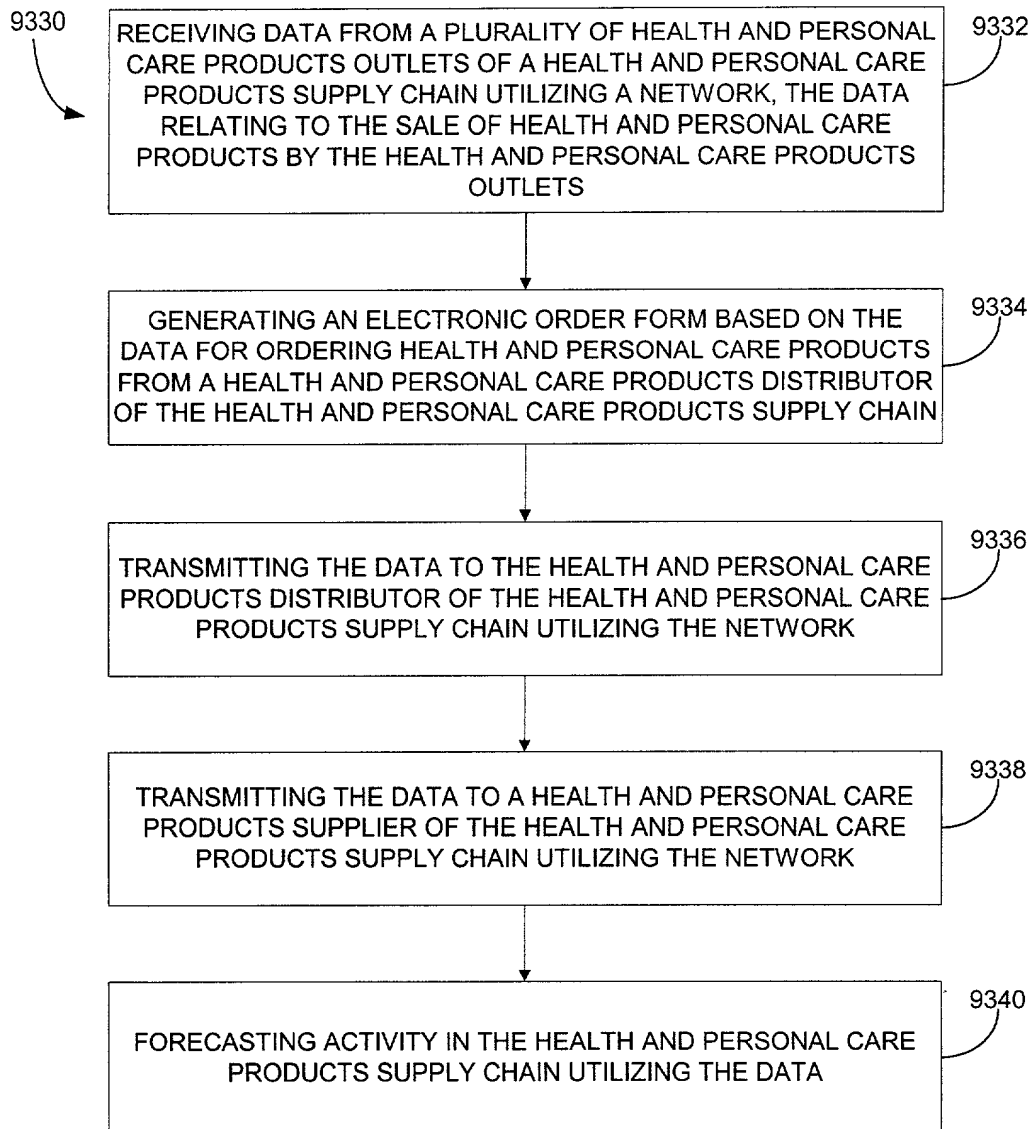 9330
RECEIVING DATA FROM A PLURALITY OF HEALTH AND PERSONAL
CARE PRODUCTS OUTLETS OF A HEALTH AND PERSONAL CARE
PRODUCTS SUPPLY CHAIN UTILIZING A NETWORK, THE DATA
RELATING TO THE SALE OF HEALTH AND PERSONAL CARE
PRODUCTS BY THE HEALTH AND PERSONAL CARE PRODUCTS
OUTLETS
9332
GENERATING AN ELECTRONIC ORDER FORM BASED ON THE
DATA FOR ORDERING HEALTH AND PERSONAL CARE PRODUCTS
FROM A HEALTH AND PERSONAL CARE PRODUCTS DISTRIBUTOR
OF THE HEALTH AND PERSONAL CARE PRODUCTS SUPPLY CHAIN
9334
TRANSMITTING THE DATA TO THE HEALTH AND PERSONAL CARE
PRODUCTS DISTRIBUTOR OF THE HEALTH AND PERSONAL CARE
PRODUCTS SUPPLY CHAIN UTILIZING THE NETWORK
9336
TRANSMITTING THE DATA TO A HEALTH AND PERSONAL CARE
PRODUCTS SUPPLIER OF THE HEALTH AND PERSONAL CARE
PRODUCTS SUPPLY CHAIN UTILIZING THE NETWORK
9338
FORECASTING ACTIVITY IN THE HEALTH AND PERSONAL CARE
PRODUCTS SUPPLY CHAIN UTILIZING THE DATA
9340